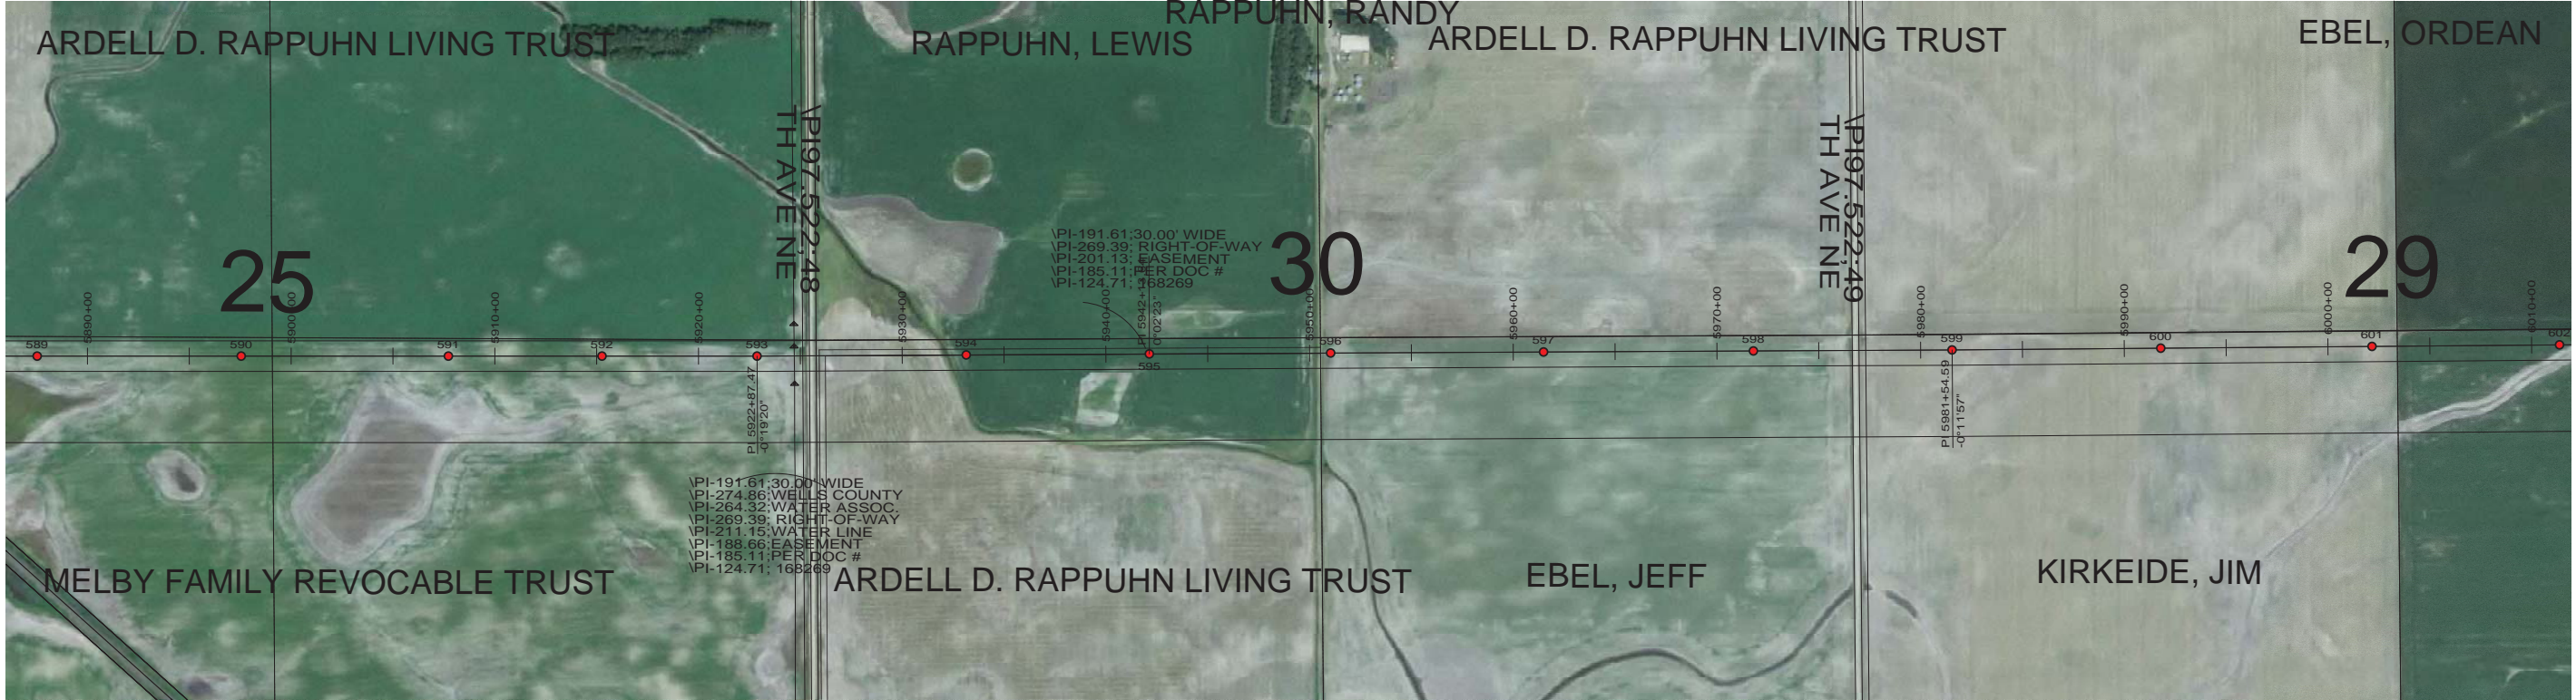 RAPPUHN, RANDY
ARDELL D. RAPPUHN LIVING TRUST
RAPPUHN, LEWIS
ARDELL D. RAPPUHN LIVING TRUST
EBEL, ORDEAN
\PI97.522;48
TH AVE NE
\PI97.522;49
TH AVE NE
25
30
29
\PI-191.61;30.00' WIDE
\PI-269.39; RIGHT-OF-WAY
\PI-201.13; EASEMENT
\PI-185.11;PER DOC #
\PI-124.71; 168269
5890+00
5900+00
5910+00
5920+00
5930+00
5940+00
5950+00
5960+00
5970+00
5980+00
5990+00
6000+00
6010+00
589
590
591
592
593
594
595
596
597
598
599
600
601
602
PI 5922+87.47
-0°19'20"
0°02'23"
PI 5981+54.59
-0°11'57"
\PI-191.61;30.00' WIDE
\PI-274.86;WELLS COUNTY
\PI-264.32;WATER ASSOC.
\PI-269.39; RIGHT-OF-WAY
\PI-211.15;WATER LINE
\PI-188.66;EASEMENT
\PI-185.11;PER DOC #
\PI-124.71; 168269
MELBY FAMILY REVOCABLE TRUST
ARDELL D. RAPPUHN LIVING TRUST
EBEL, JEFF
KIRKEIDE, JIM